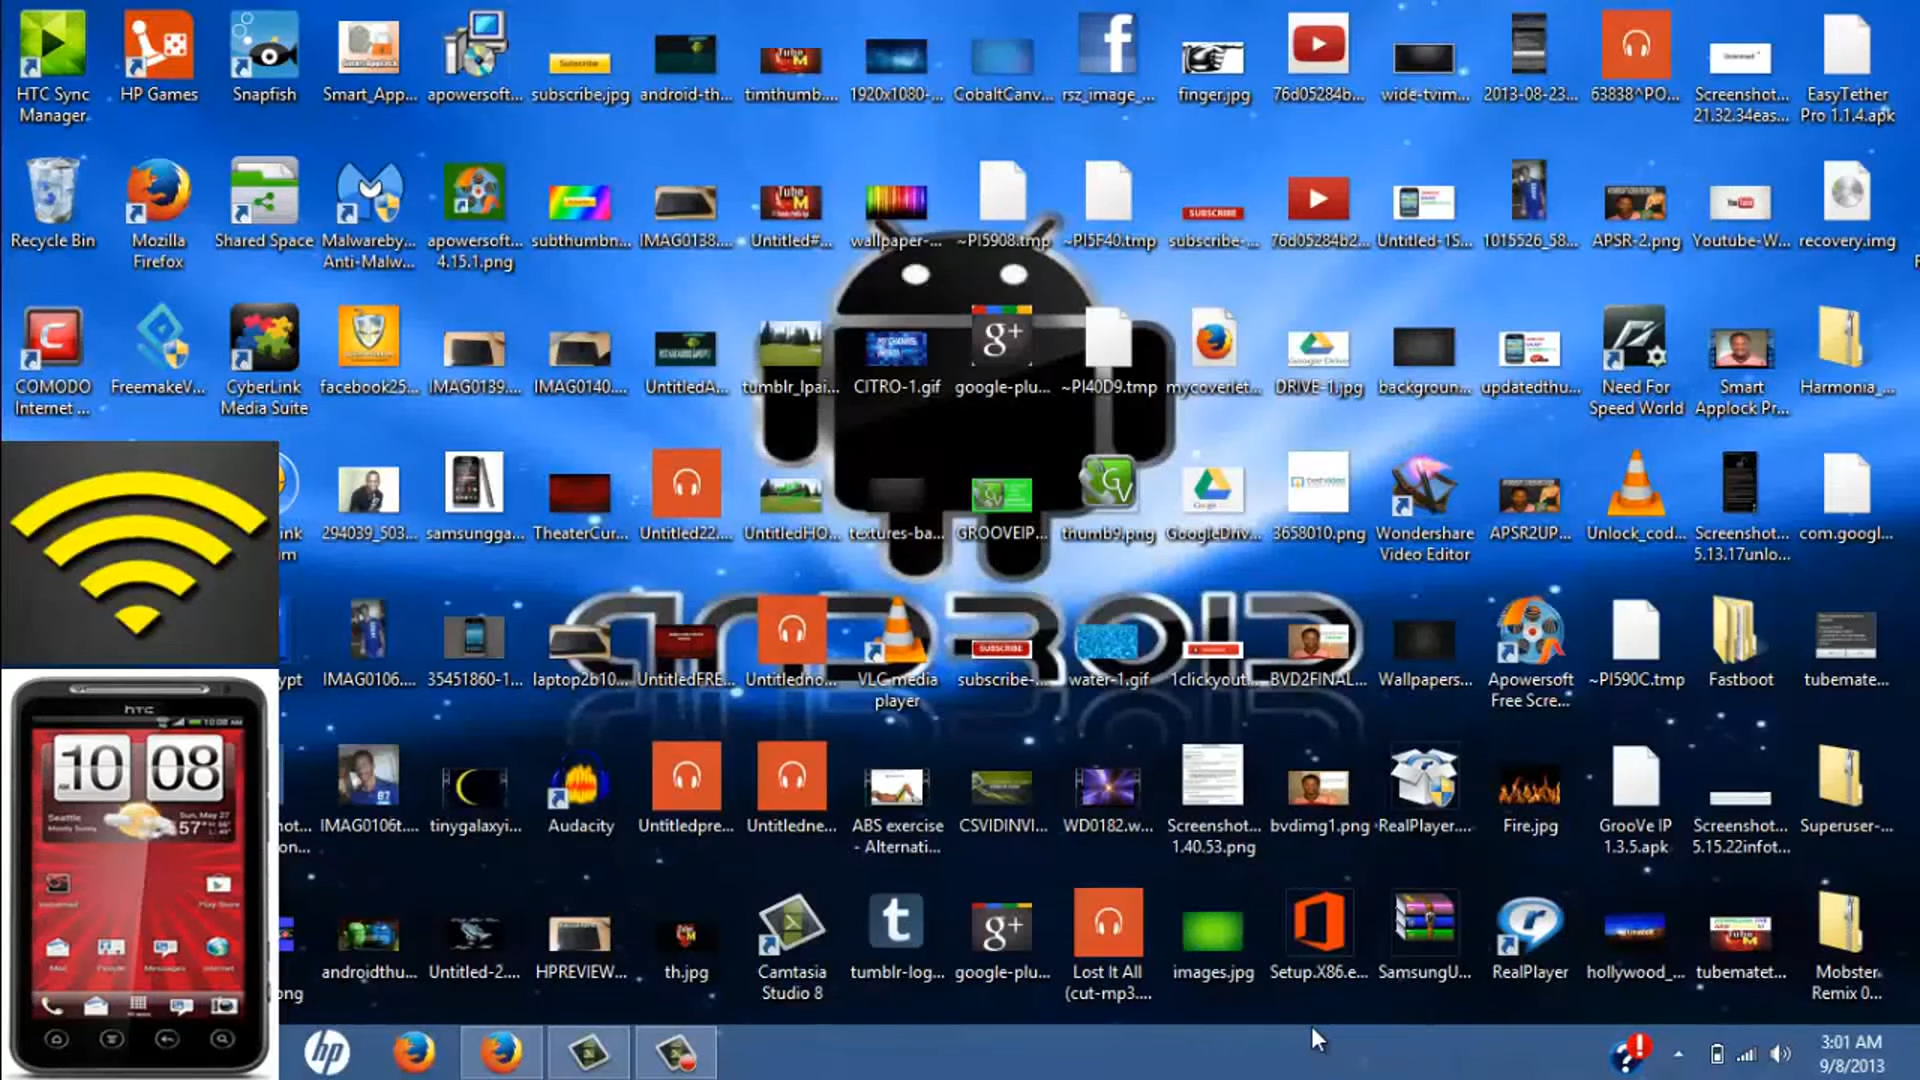 HTC Sync
Manager
HP Games
Snapfish
Smart_App...
apowersoft...
subscribe.jpg
android-th...
timthumb....
1920x1080-...
CobaltCanv...
rsz_image_...
finger.jpg
76d05284b...
wide-tvim...
2013-08-23...
63838^PO...
Screenshot...
21.32.34eas...
EasyTether
Pro 1.1.4.apk
Recycle Bin
Mozilla
Firefox
Shared Space
Malwareby...
Anti-Malw...
apowersoft...
4.15.1.png
subthumbn...
IMAG0138....
Untitled#...
wallpaper-...
~PI5908.tmp
~PI5F40.tmp
subscribe-...
76d05284b2...
Untitled-1S...
1015526_58...
APSR-2.png
Youtube-W...
recovery.img
COMODO
Internet ...
FreemakeV...
CyberLink
Media Suite
facebook25...
IMAG0139....
IMAG0140....
UntitledA...
tumblr_lpai...
CITRO-1.gif
google-plu...
~PI40D9.tmp
mycoverlet...
DRIVE-1l.jpg
backgroun...
updatedthu...
Need For
Speed World
Smart
Applock Pr...
Harmonia_...
294039_503...
samsungga...
TheaterCur...
Untitled22....
UntitledHO...
textures-ba...
GROOVEIP...
thumb9.png
GoogleDriv...
3658010.png
Wondershare
Video Editor
APSR2UP...
Unlock_cod...
Screenshot...
5.13.17unlo...
com.googl...
IMAG0106....
35451860-1...
laptop2b10...
UntitledFRE...
Untitledno...
VLC media
player
subscribe-...
water-1.gif
1clickyout...
BVD2FINAL...
Wallpapers...
Apowersoft
Free Scre...
~PI590C.tmp
Fastboot
tubemate...
IMAG0106t...
tinygalaxyi...
Audacity
Untitledpre...
Untitledne...
ABS exercise
- Alternati...
CSVIDINVI...
WD0182.w...
Screenshot...
1.40.53.png
bvdimg1.png
RealPlayer....
Fire.jpg
GrooVe IP
1.3.5.apk
Screenshot...
5.15.22infot...
Superuser-...
androidthu...
Untitled-2....
HPREVIEW...
th.jpg
Camtasia
Studio 8
tumblr-log...
google-plu...
Lost It All
(cut-mp3....
images.jpg
Setup.X86.e...
SamsungU...
RealPlayer
hollywood_...
tubematet...
Mobster
Remix 0...
ANDROID
hTC
10 08
Seattle
57°
hp
3:01 AM
9/8/2013